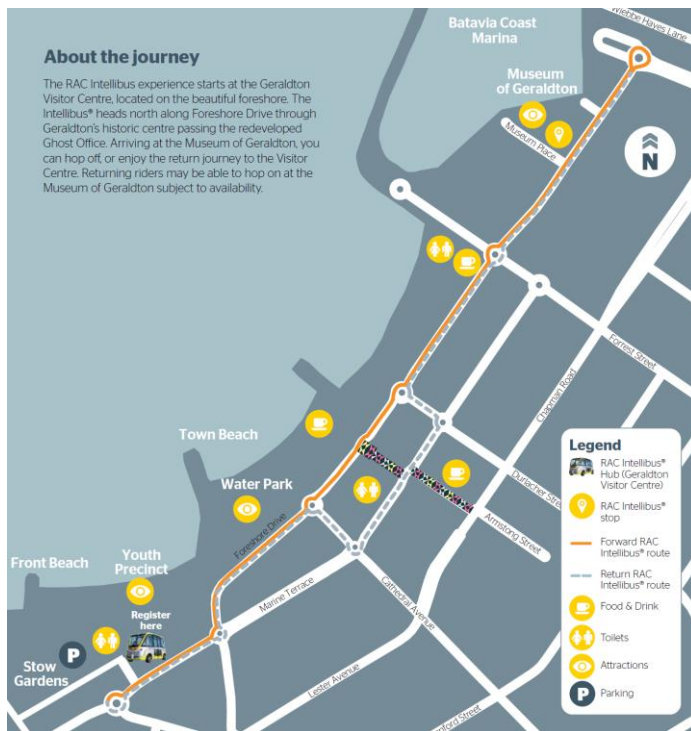 About the journey
The RAC Intellibus experience starts at the Geraldton
Visitor Centre, located on the beautiful foreshore. The
Intellibus® heads north along Foreshore Drive through
Geraldton's historic centre passing the redeveloped
Ghost Office. Arriving at the Museum of Geraldton, you
can hop off, or enjoy the return journey to the Visitor
Centre. Returning riders may be able to hop on at the
Museum of Geraldton subject to availability.
Batavia Coast
Marina
Wiebbe Hayes Lane
Museum
of Geraldton
Museum Place
N
Forrest Street
Chapman Road
Town Beach
Water Park
Foreshore Drive
Durlacher Street
Armstong Street
Front Beach
Youth
Precinct
Register
here
Marine Terrace
Cathedral Avenue
P
Stow
Gardens
Lester Avenue
Legend
RAC Intellibus®
Hub (Geraldton
Visitor Centre)
RAC Intellibus®
stop
Forward RAC
Intellibus® route
Return RAC
Intellibus® route
Food & Drink
Toilets
Attractions
P
Parking